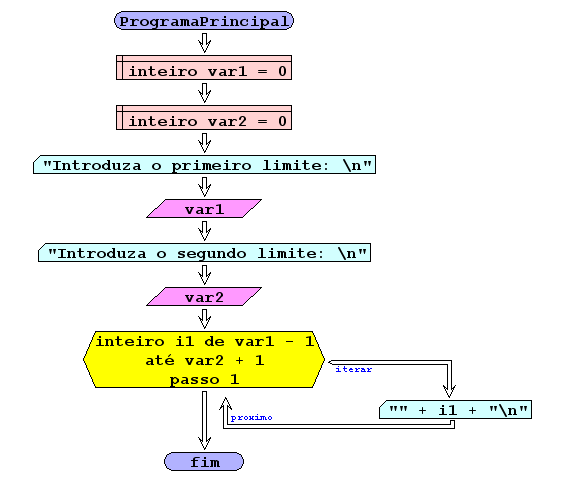 ProgramaPrincipal
inteiro var1 = 0
inteiro var2 = 0
"Introduza o primeiro limite: \n"
var1
"Introduza o segundo limite: \n"
var2
inteiro i1 de var1 - 1
até var2 + 1
passo 1
iterar
"" + i1 + "\n"
proximo
fim